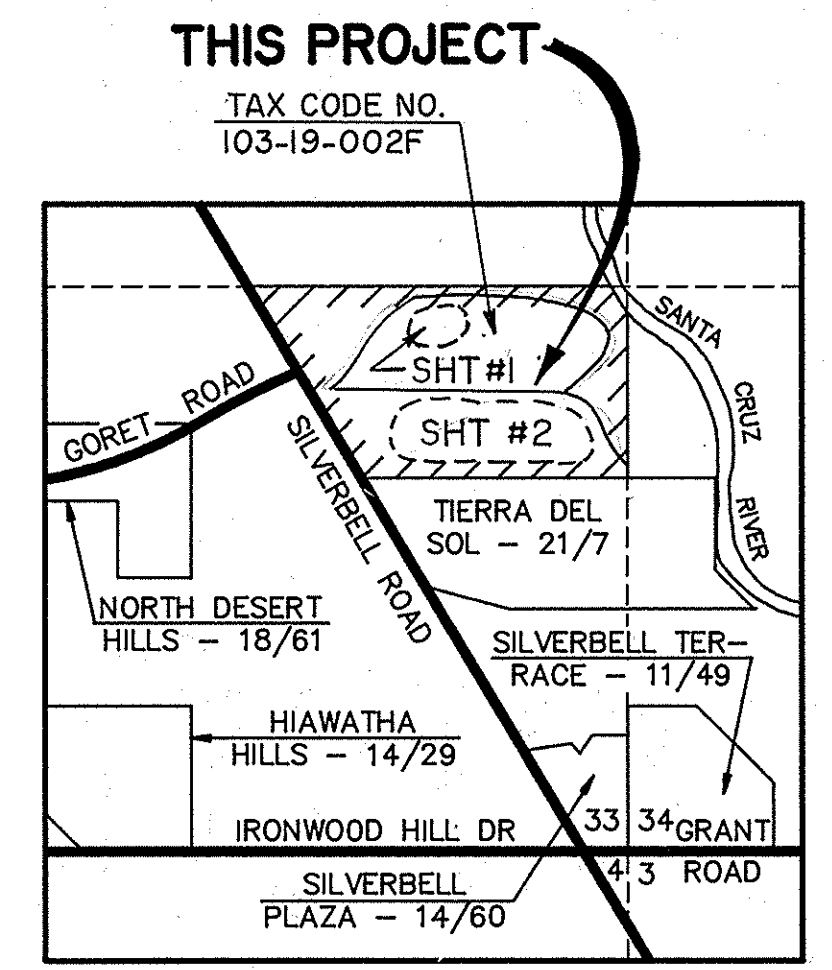 THIS PROJECT
TAX CODE NO.
103-19-002F
SANTA
CRUZ
RIVER
SHT #1
GORET ROAD
SHT #2
SILVERBELL ROAD
TIERRA DEL
SOL - 21/7
NORTH DESERT
HILLS - 18/61
SILVERBELL TER-
RACE - 11/49
HIAWATHA
HILLS - 14/29
IRONWOOD HILL DR
33 34
GRANT
4 3
ROAD
SILVERBELL
PLAZA - 14/60